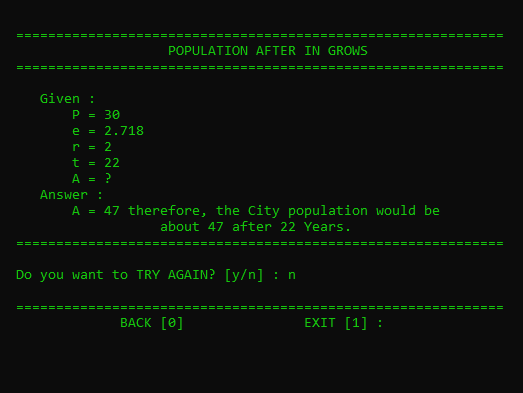 =============================================================
POPULATION AFTER IN GROWS
=============================================================
Given :
P = 30
e = 2.718
r = 2
t = 22
A = ?
Answer :
A = 47 therefore, the City population would be
about 47 after 22 Years.
=============================================================
Do you want to TRY AGAIN? [y/n] : n
=============================================================
BACK [0] EXIT [1] :